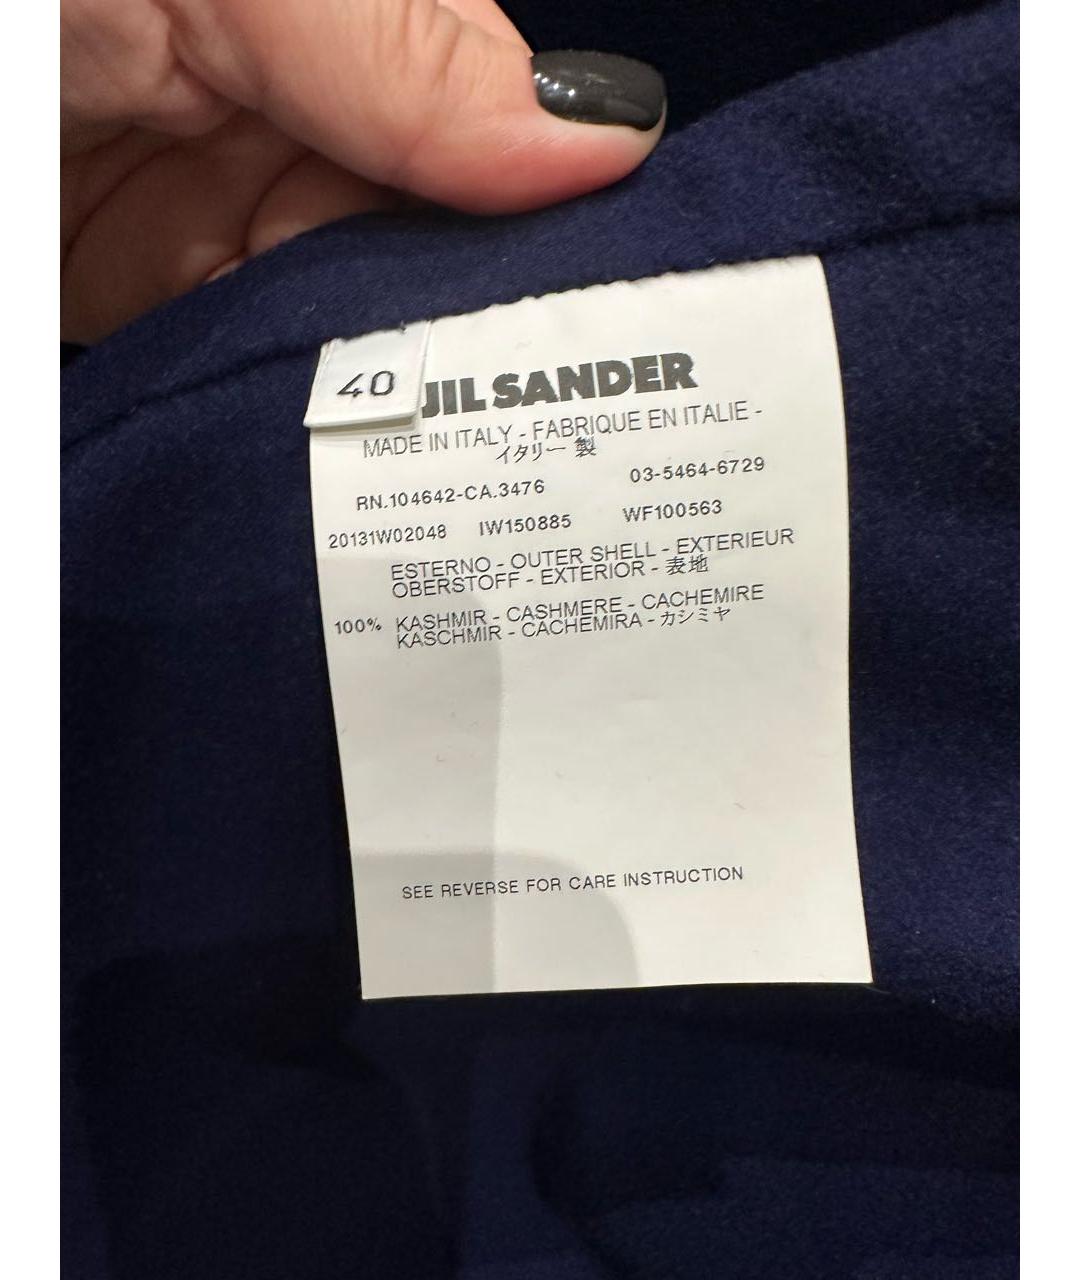 40
JIL SANDER
MADE IN ITALY - FABRIQUE EN ITALIE -
イタリー 製
RN.104642-CA.3476 03-5464-6729
20131W02048 IW150885 WF100563
ESTERNO - OUTER SHELL - EXTERIEUR
OBERSTOFF - EXTERIOR - 表地
100% KASHMIR - CASHMERE - CACHEMIRE
KASCHMIR - CACHEMIRA - カシミヤ
SEE REVERSE FOR CARE INSTRUCTION